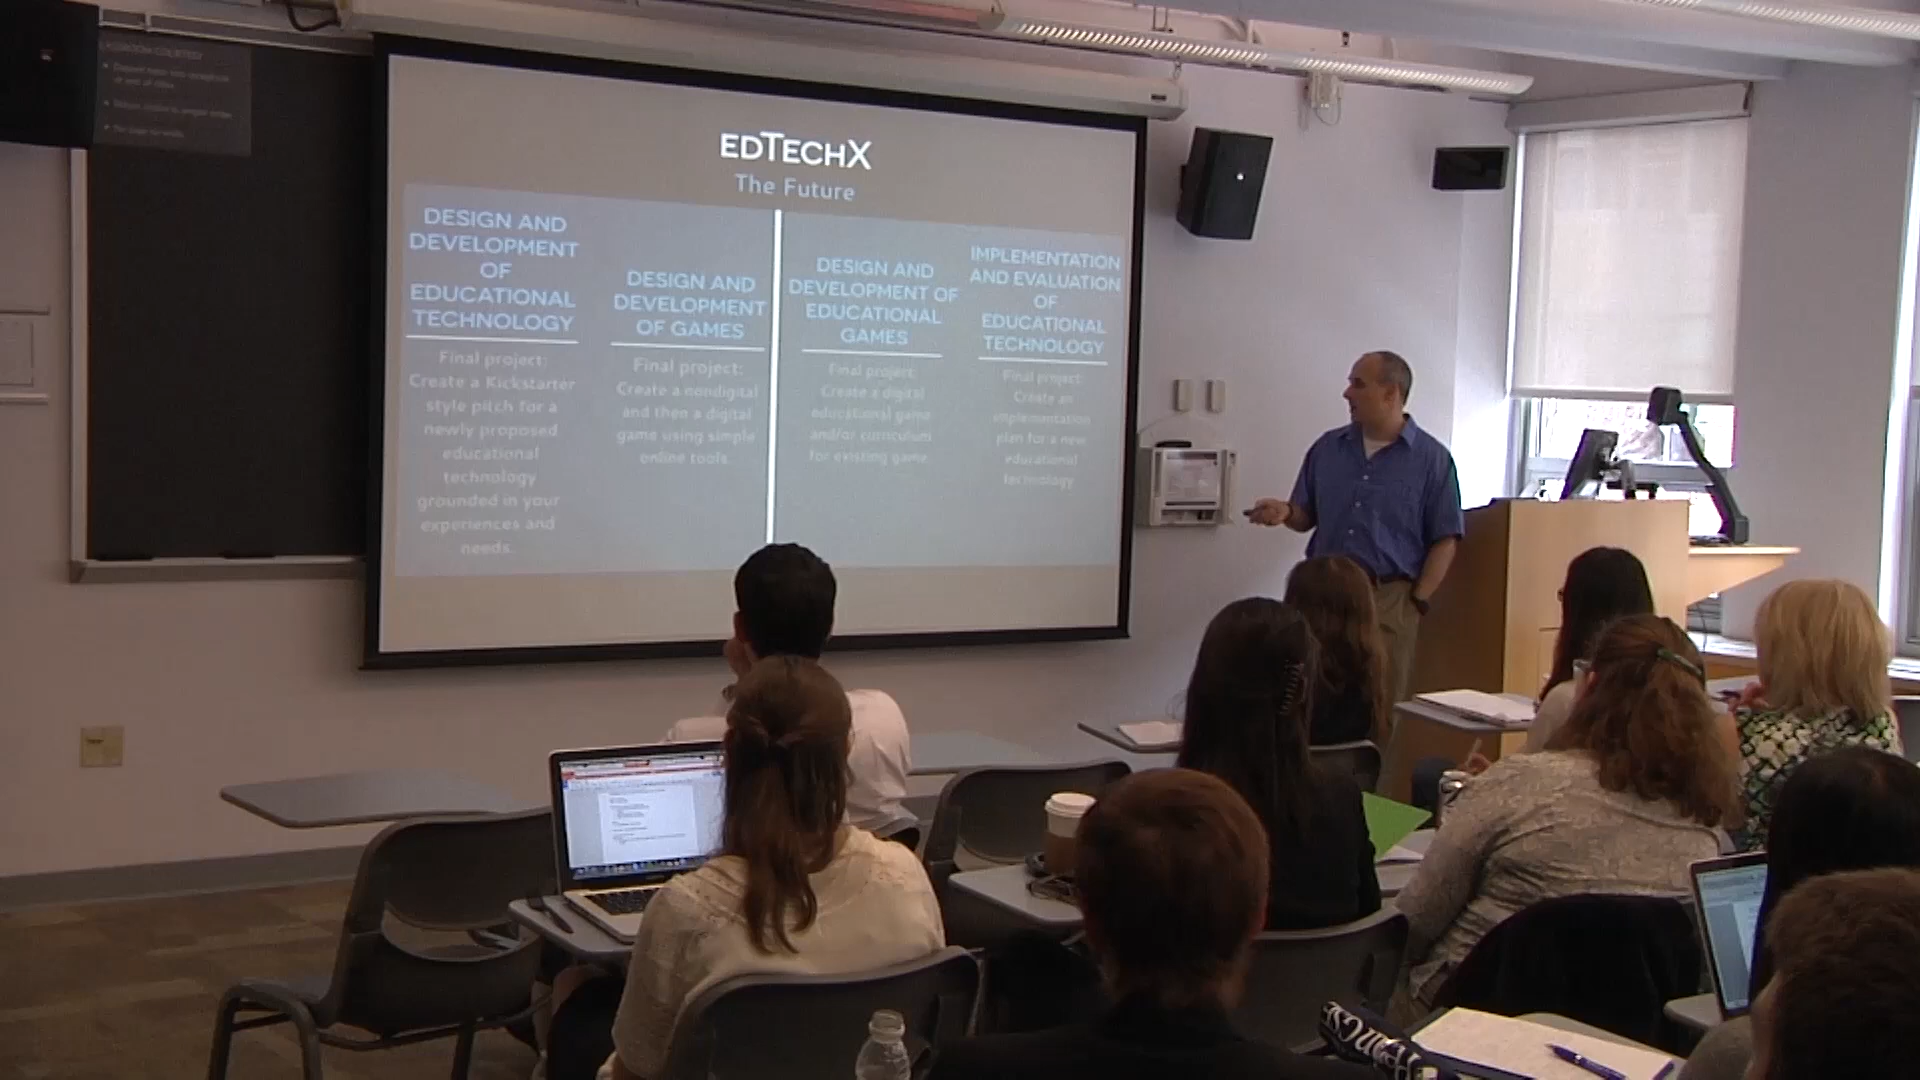 CLASSROOM COURTESY
EDTECHX
The Future
DESIGN AND
DEVELOPMENT
OF
EDUCATIONAL
TECHNOLOGY
Final project:
Create a Kickstarter
style pitch for a
newly proposed
educational
technology
grounded in your
experiences and
needs.
DESIGN AND
DEVELOPMENT
OF GAMES
Final project:
Create a nondigital
and then a digital
game using simple
online tools.
DESIGN AND
DEVELOPMENT OF
EDUCATIONAL
GAMES
Final project:
Create a digital
educational game
and/or curriculum
for existing game.
IMPLEMENTATION
AND EVALUATION
OF
EDUCATIONAL
TECHNOLOGY
Final project:
Create an
implementation
plan for a new
educational
technology